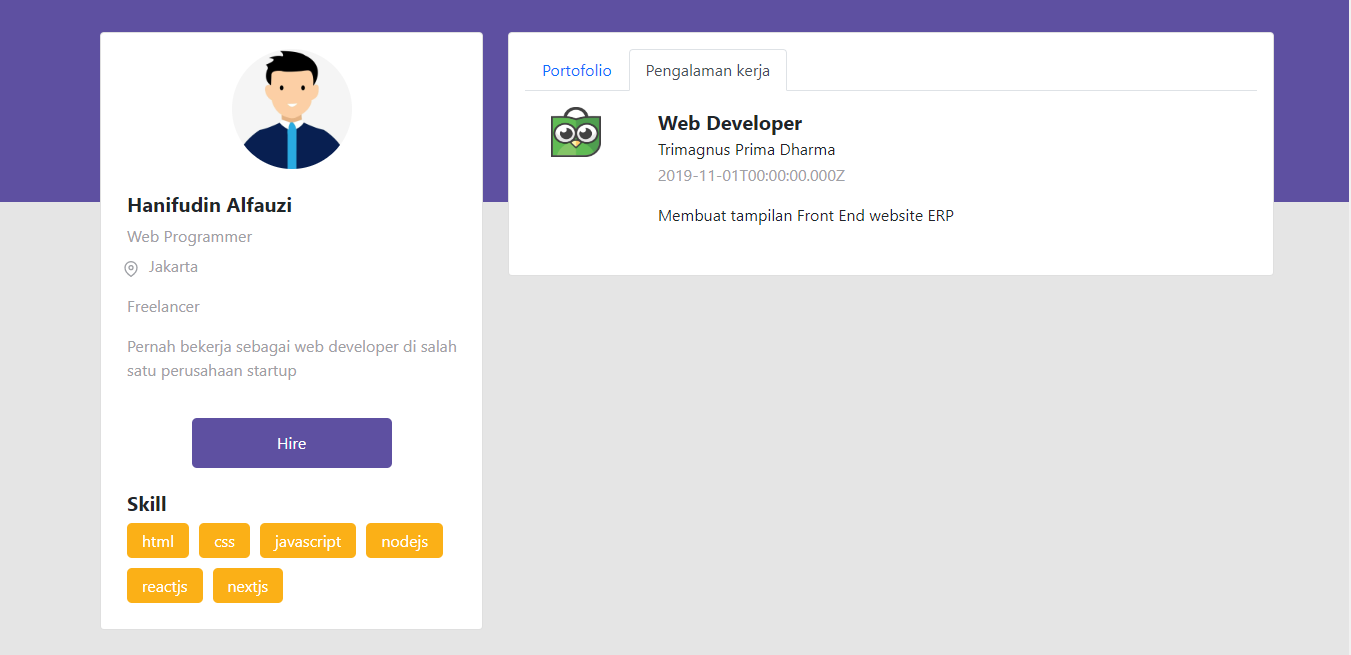 Hanifudin Alfauzi
Web Programmer
Jakarta
Freelancer
Pernah bekerja sebagai web developer di salah
satu perusahaan startup
Hire
Skill
html css javascript nodejs
reactjs nextjs
Portofolio Pengalaman kerja
Web Developer
Trimagnus Prima Dharma
2019-11-01T00:00:00.000Z
Membuat tampilan Front End website ERP